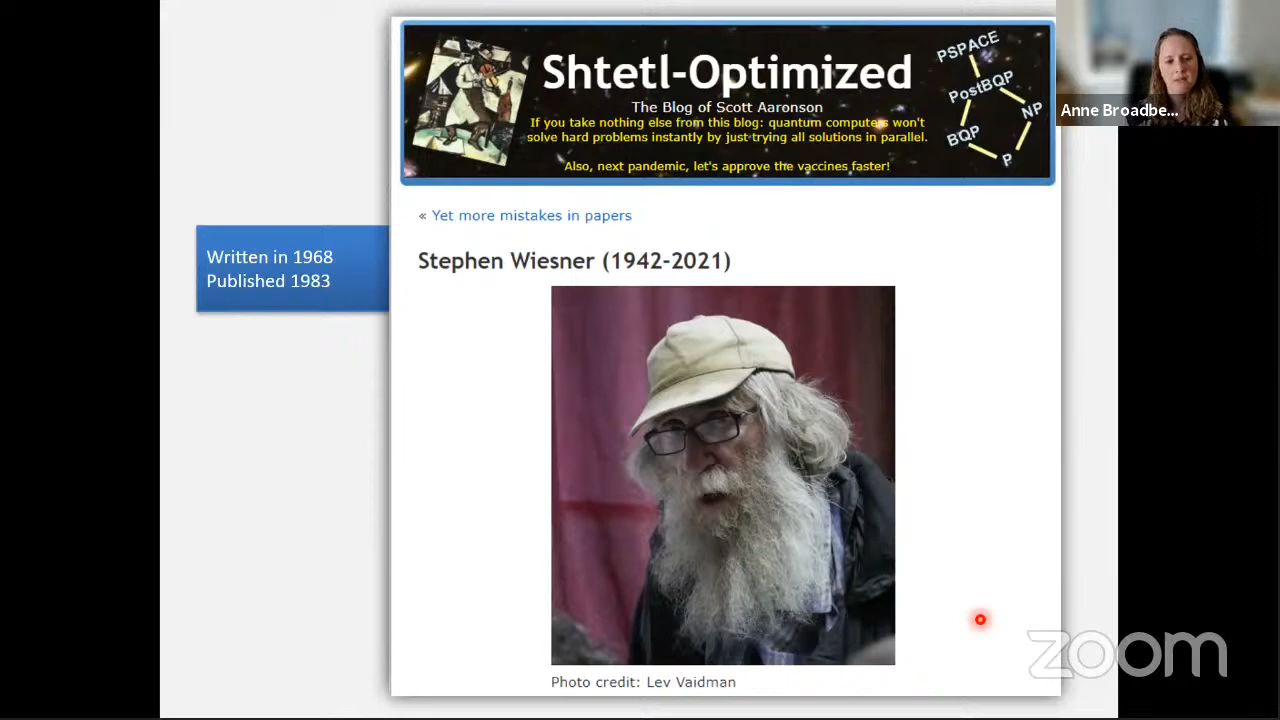 Shtetl-Optimized
The Blog of Scott Aaronson
If you take nothing else from this blog: quantum computers won't
solve hard problems instantly by just trying all solutions in parallel.
Also, next pandemic, let's approve the vaccines faster!
PSPACE
PostBQP
NP
BQP
P
Anne Broadbe...
« Yet more mistakes in papers
Written in 1968
Published 1983
Stephen Wiesner (1942-2021)
Photo credit: Lev Vaidman
zoom